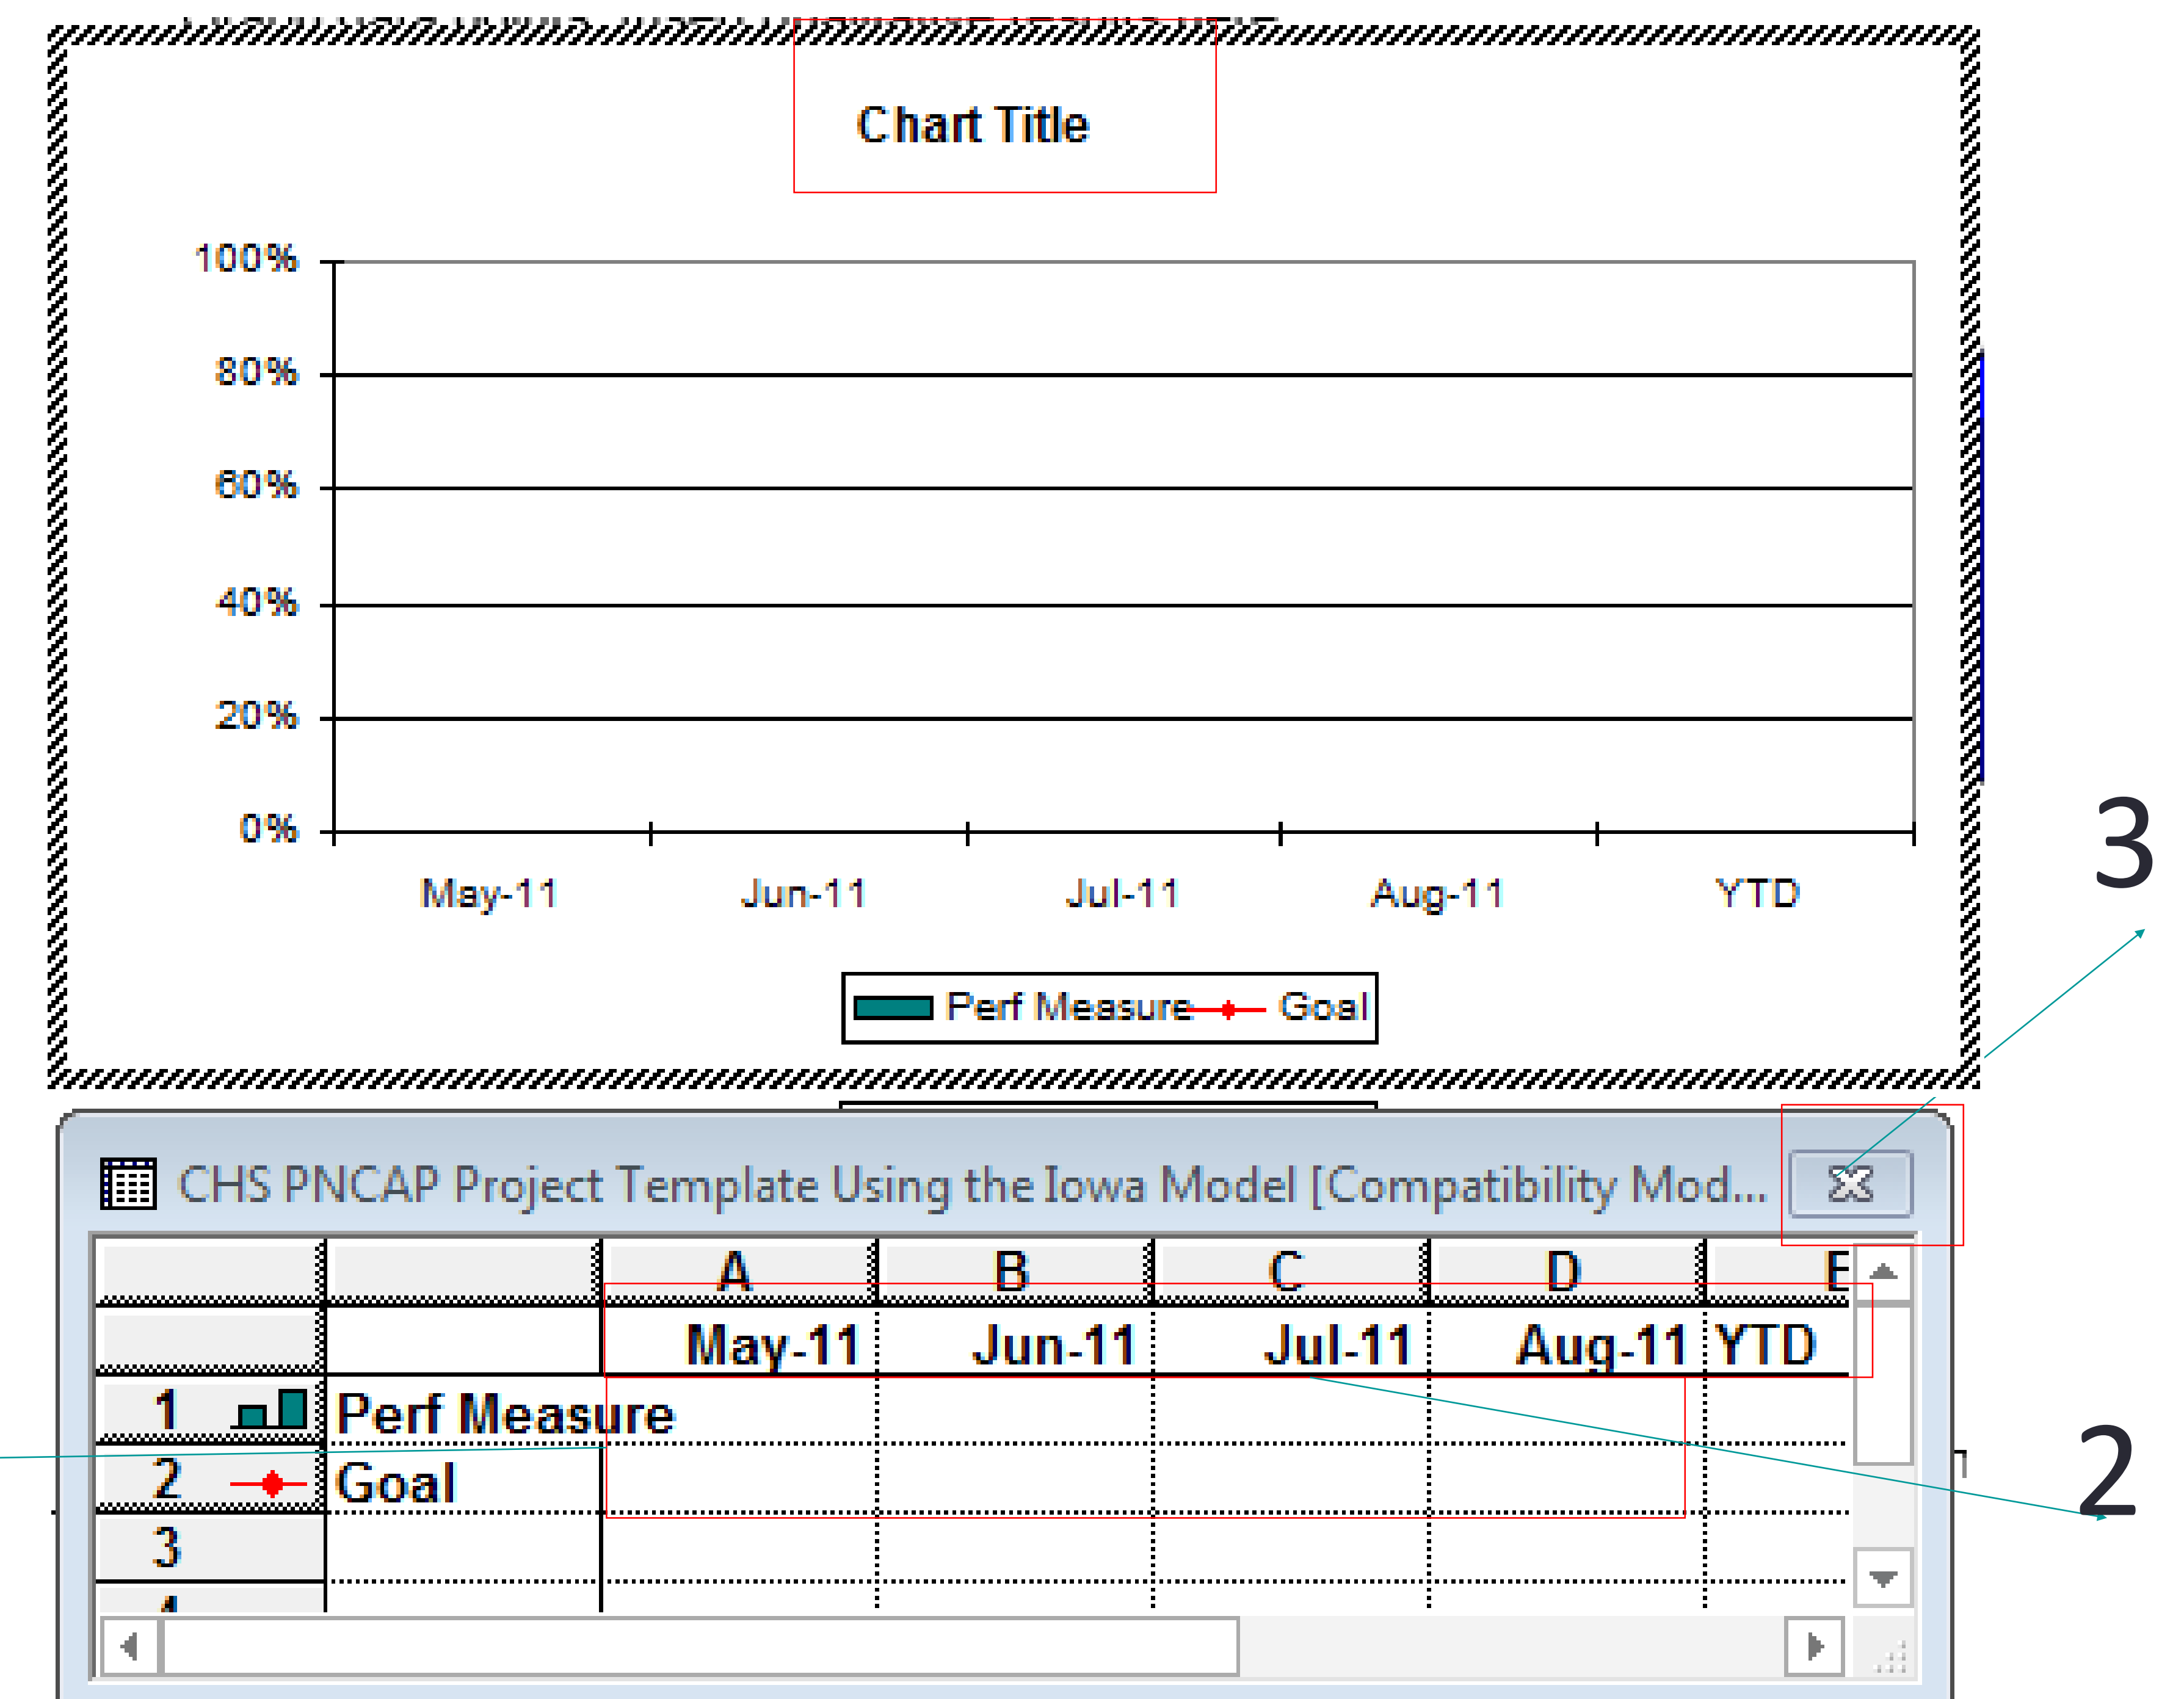 Chart Title
100%
80%
60%
40%
20%
0%
May-11 Jun-11 Jul-11 Aug-11 YTD
3
Perf Measure Goal
CHS PNCAP Project Template Using the Iowa Model [Compatibility Mod...
A B C D E
May-11 Jun-11 Jul-11 Aug-11 YTD
1 Perf Measure
2 Goal
2
3
4